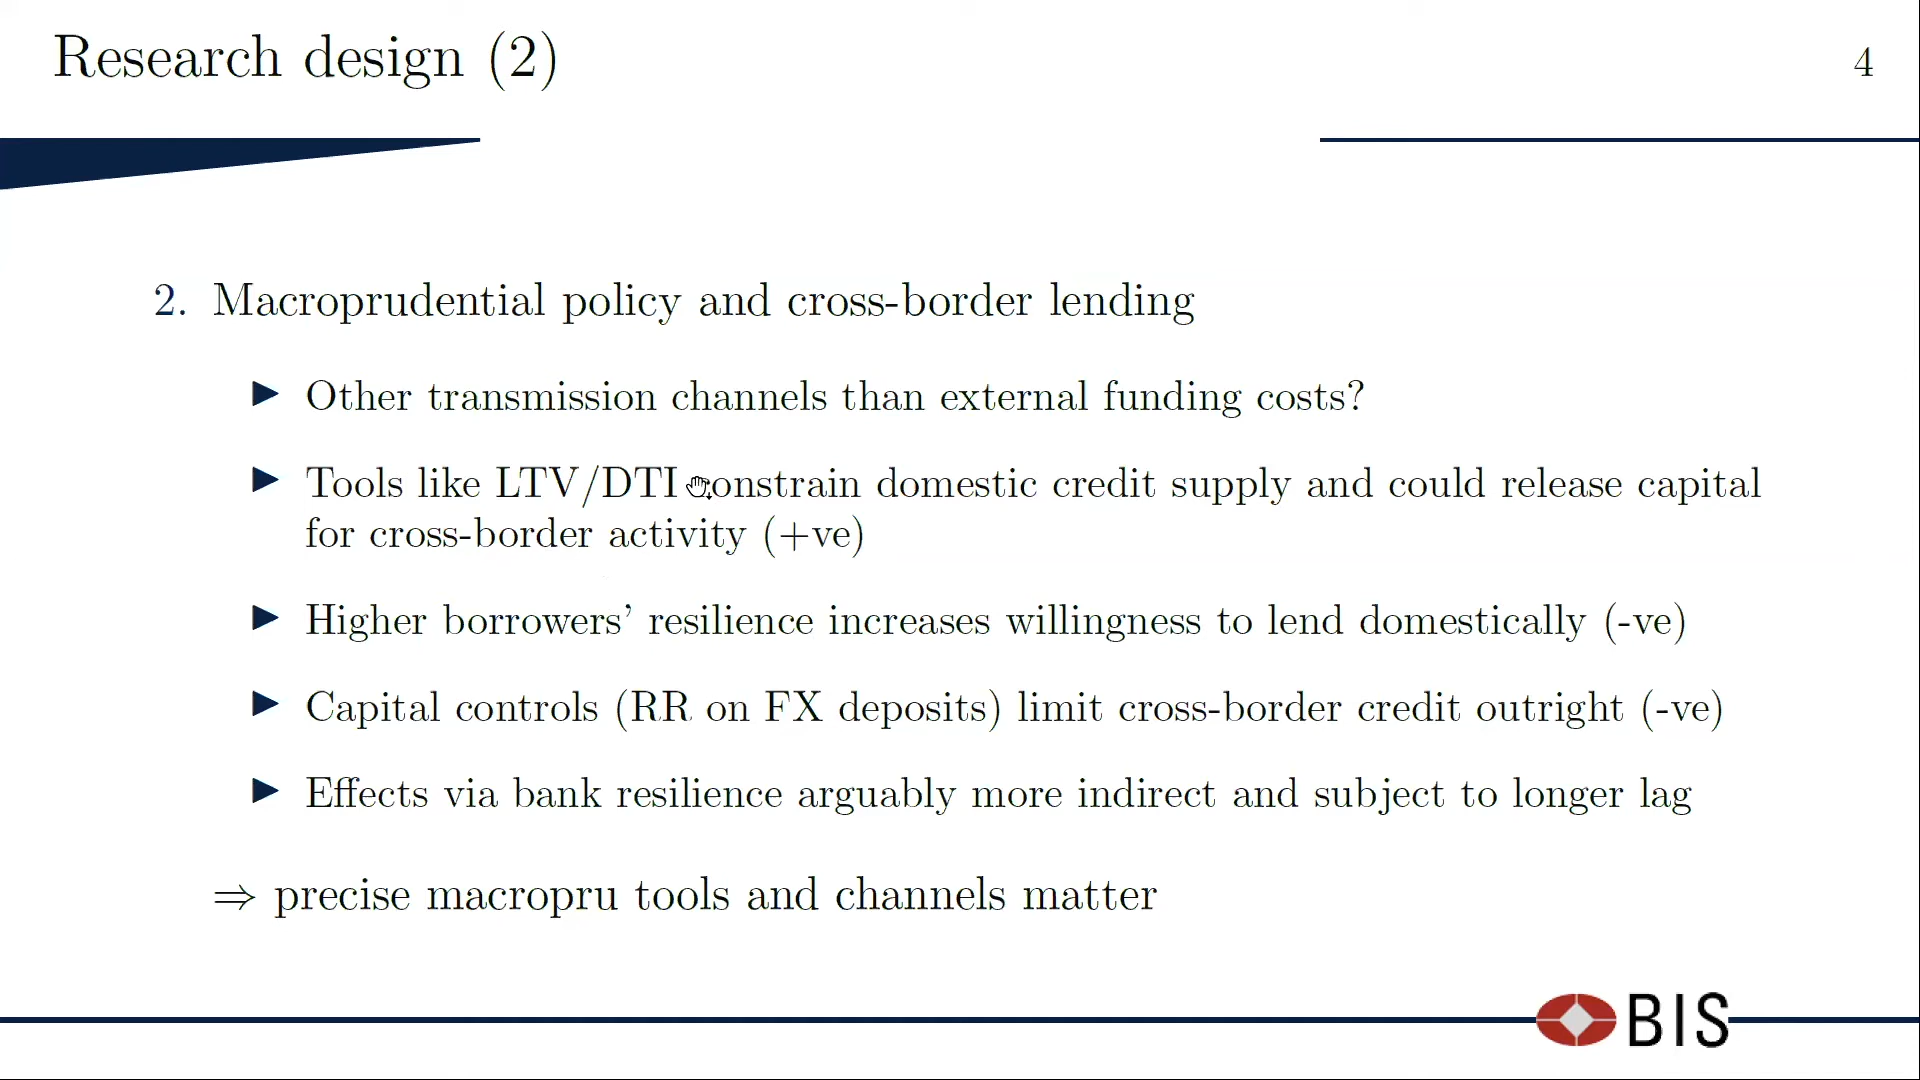 Research design (2)
4
2. Macroprudential policy and cross-border lending
▶ Other transmission channels than external funding costs?
▶ Tools like LTV/DTI constrain domestic credit supply and could release capital
for cross-border activity (+ve)
▶ Higher borrowers' resilience increases willingness to lend domestically (-ve)
▶ Capital controls (RR on FX deposits) limit cross-border credit outright (-ve)
▶ Effects via bank resilience arguably more indirect and subject to longer lag
⇒ precise macropru tools and channels matter
BIS